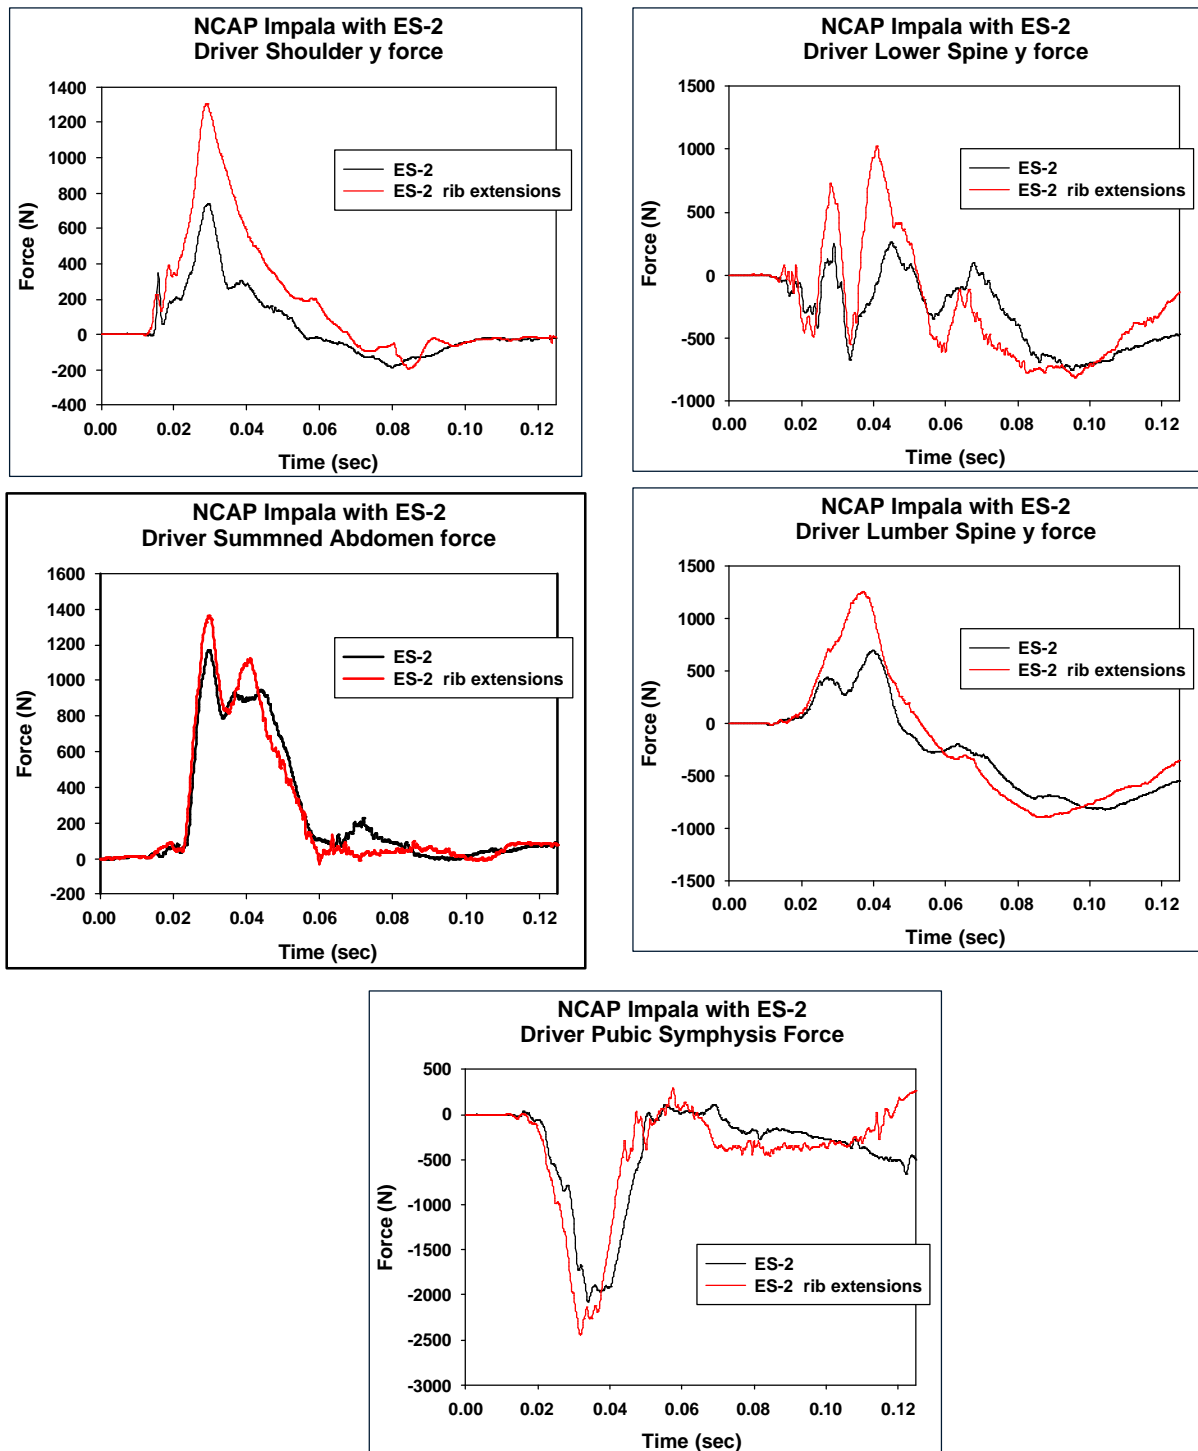 NCAP Impala with ES-2
Driver Shoulder y force
1400
1200
1000
800
600
400
200
0
-200
-400
Force (N)
ES-2
ES-2 rib extensions
0.00 0.02 0.04 0.06 0.08 0.10 0.12
Time (sec)
NCAP Impala with ES-2
Driver Lower Spine y force
1500
1000
500
0
-500
-1000
Force (N)
ES-2
ES-2 rib extensions
0.00 0.02 0.04 0.06 0.08 0.10 0.12
Time (sec)
NCAP Impala with ES-2
Driver Summned Abdomen force
1600
1400
1200
1000
800
600
400
200
0
-200
Force (N)
ES-2
ES-2 rib extensions
0.00 0.02 0.04 0.06 0.08 0.10 0.12
Time (sec)
NCAP Impala with ES-2
Driver Lumber Spine y force
1500
1000
500
0
-500
-1000
-1500
Force (N)
ES-2
ES-2 rib extensions
0.00 0.02 0.04 0.06 0.08 0.10 0.12
Time (sec)
NCAP Impala with ES-2
Driver Pubic Symphysis Force
500
0
-500
-1000
-1500
-2000
-2500
-3000
Force (N)
ES-2
ES-2 rib extensions
0.00 0.02 0.04 0.06 0.08 0.10 0.12
Time (sec)